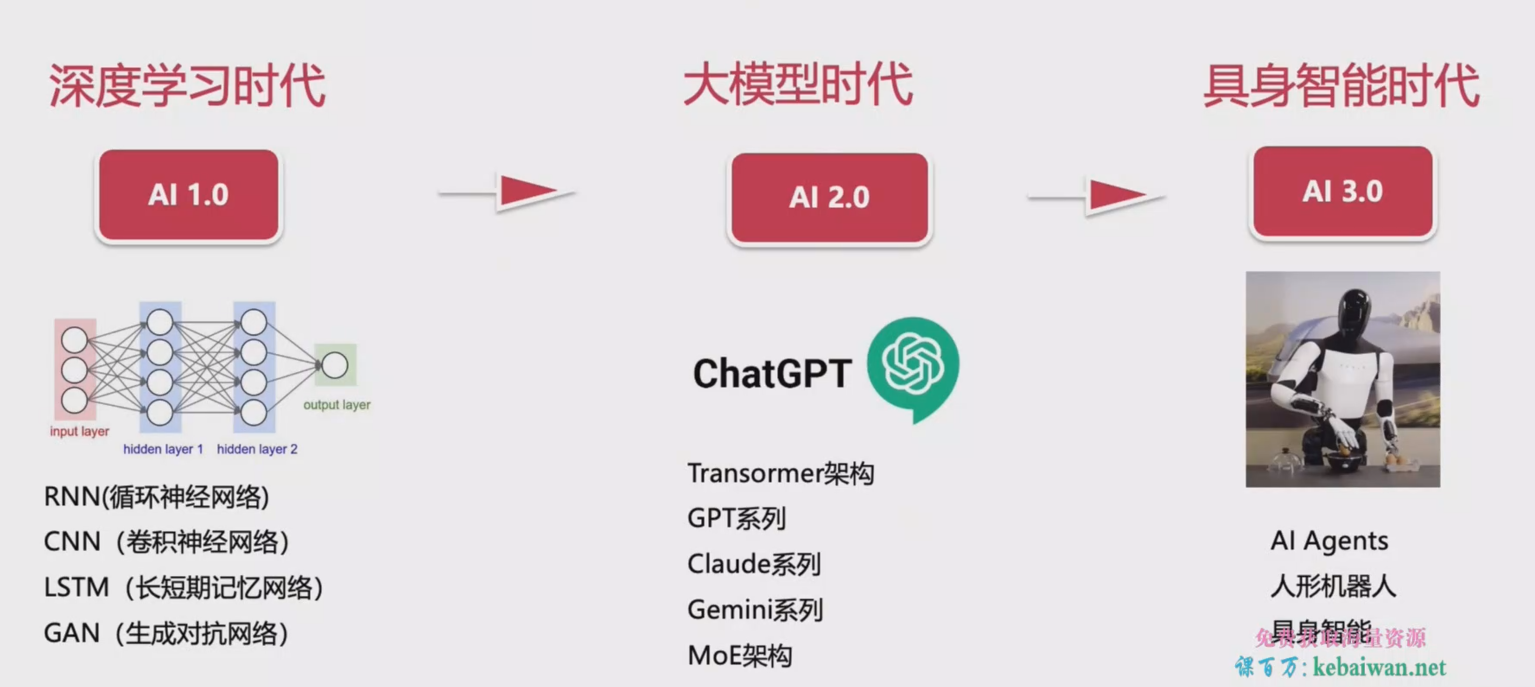 深度学习时代
大模型时代
具身智能时代
AI 1.0
AI 2.0
AI 3.0
input layer
hidden layer 1
hidden layer 2
output layer
ChatGPT
RNN(循环神经网络)
CNN（卷积神经网络）
LSTM（长短期记忆网络）
GAN（生成对抗网络）
Transormer架构
GPT系列
Claude系列
Gemini系列
MoE架构
AI Agents
人形机器人
具身智能
免费获取海量资源
课百万:kebaiwan.net